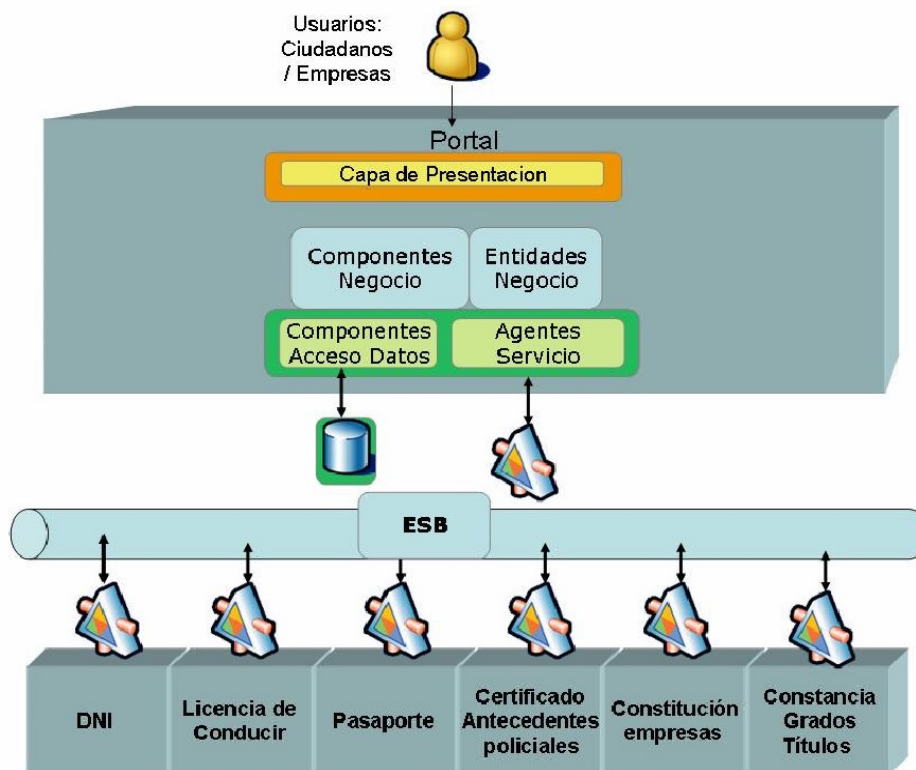 Usuarios:
Ciudadanos
/ Empresas
Portal
Capa de Presentacion
Componentes
Negocio
Entidades
Negocio
Componentes
Acceso Datos
Agentes
Servicio
ESB
DNI
Licencia de
Conducir
Pasaporte
Certificado
Antecedentes
policiales
Constitución
empresas
Constancia
Grados
Títulos